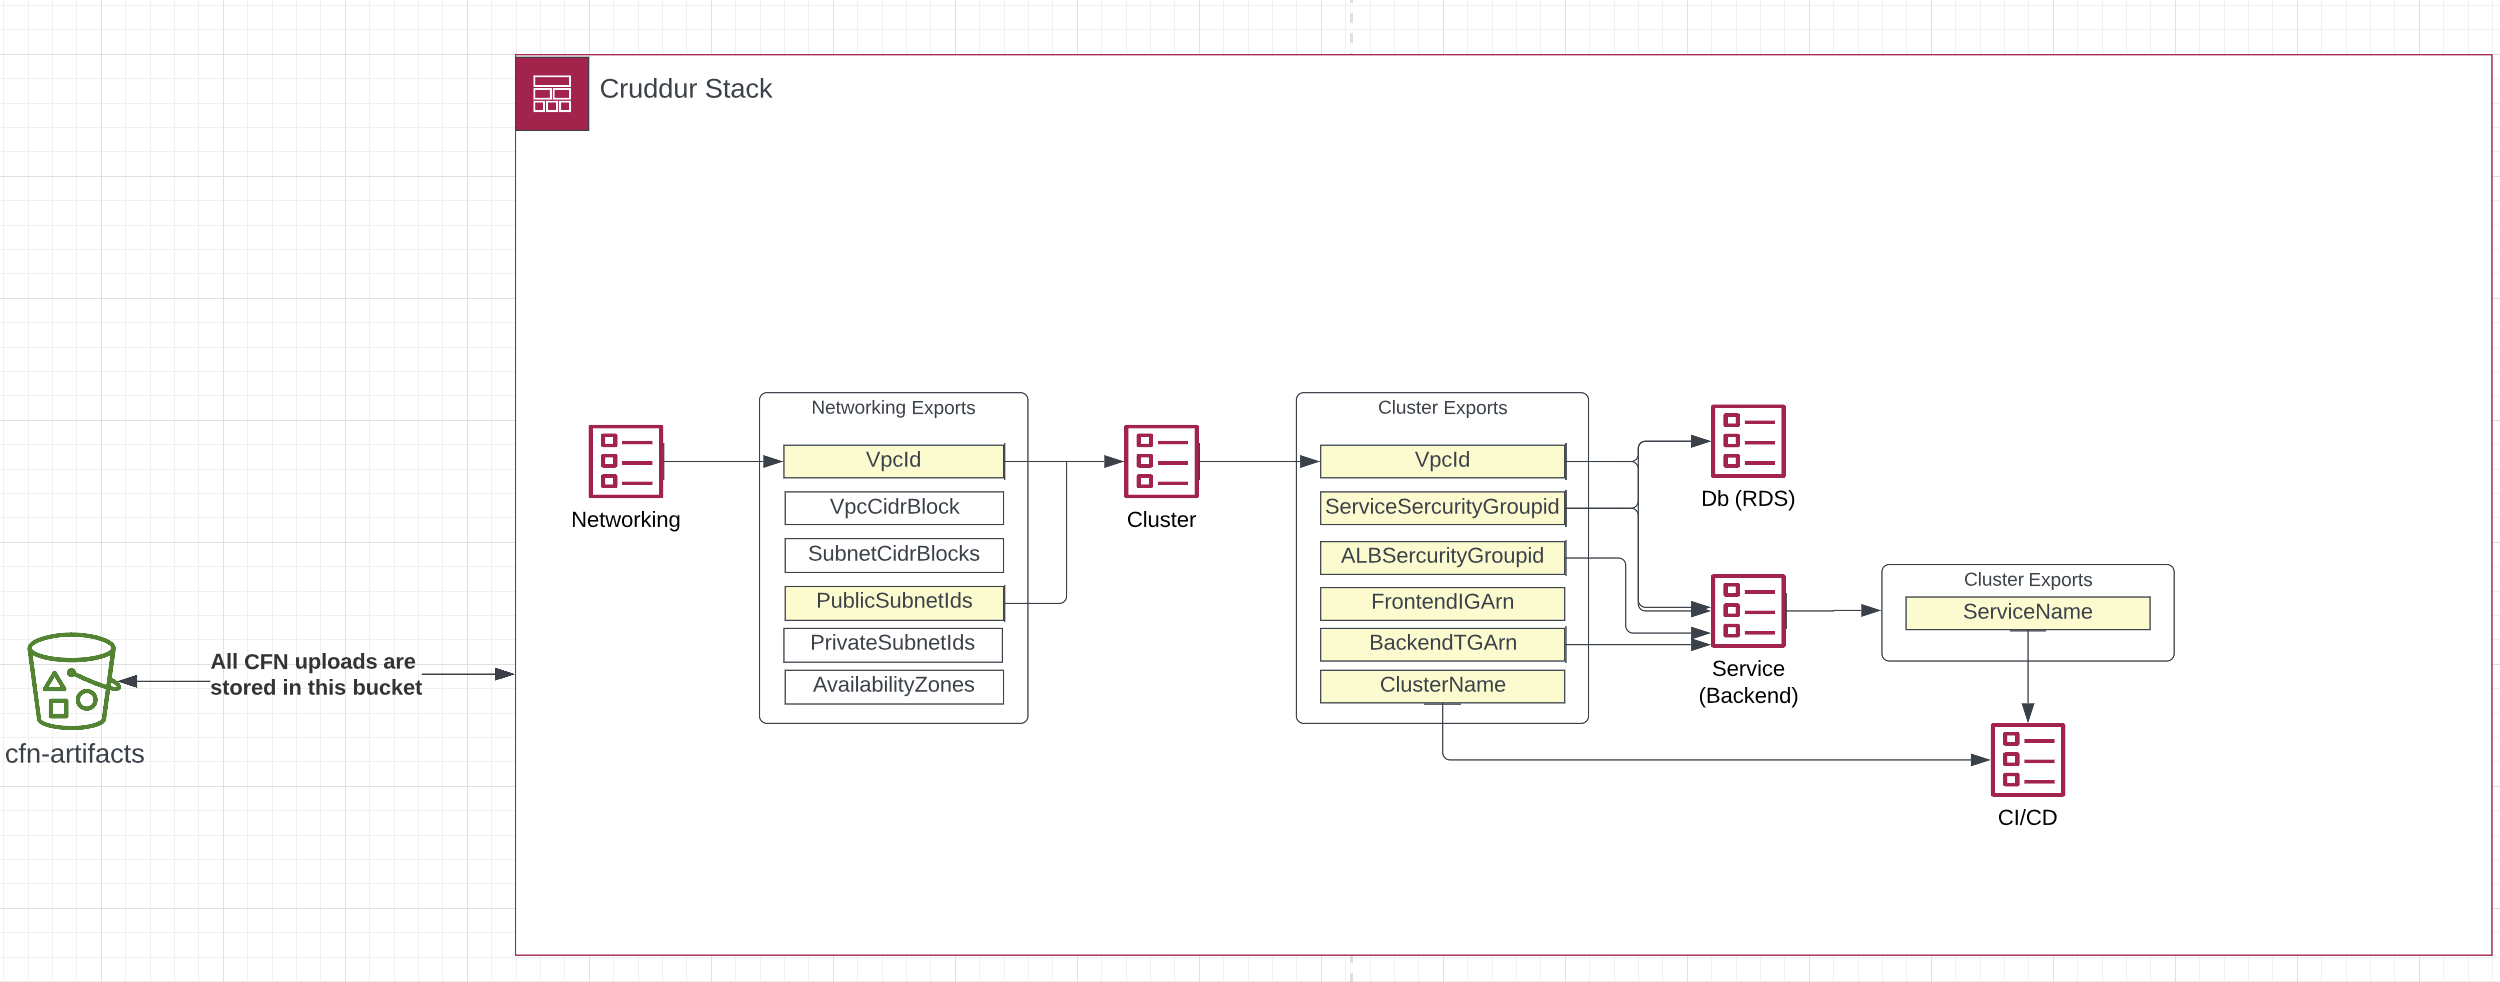 Cruddur Stack
Networking Exports
VpcId
VpcCidrBlock
SubnetCidrBlocks
PublicSubnetIds
PrivateSubnetIds
AvailabilityZones
Networking
Cluster
Cluster Exports
VpcId
ServiceSercurityGroupid
ALBSercurityGroupid
FrontendIGArn
BackendTGArn
ClusterName
Db (RDS)
Service
(Backend)
Cluster Exports
ServiceName
CI/CD
All CFN uploads are
stored in this bucket
cfn-artifacts